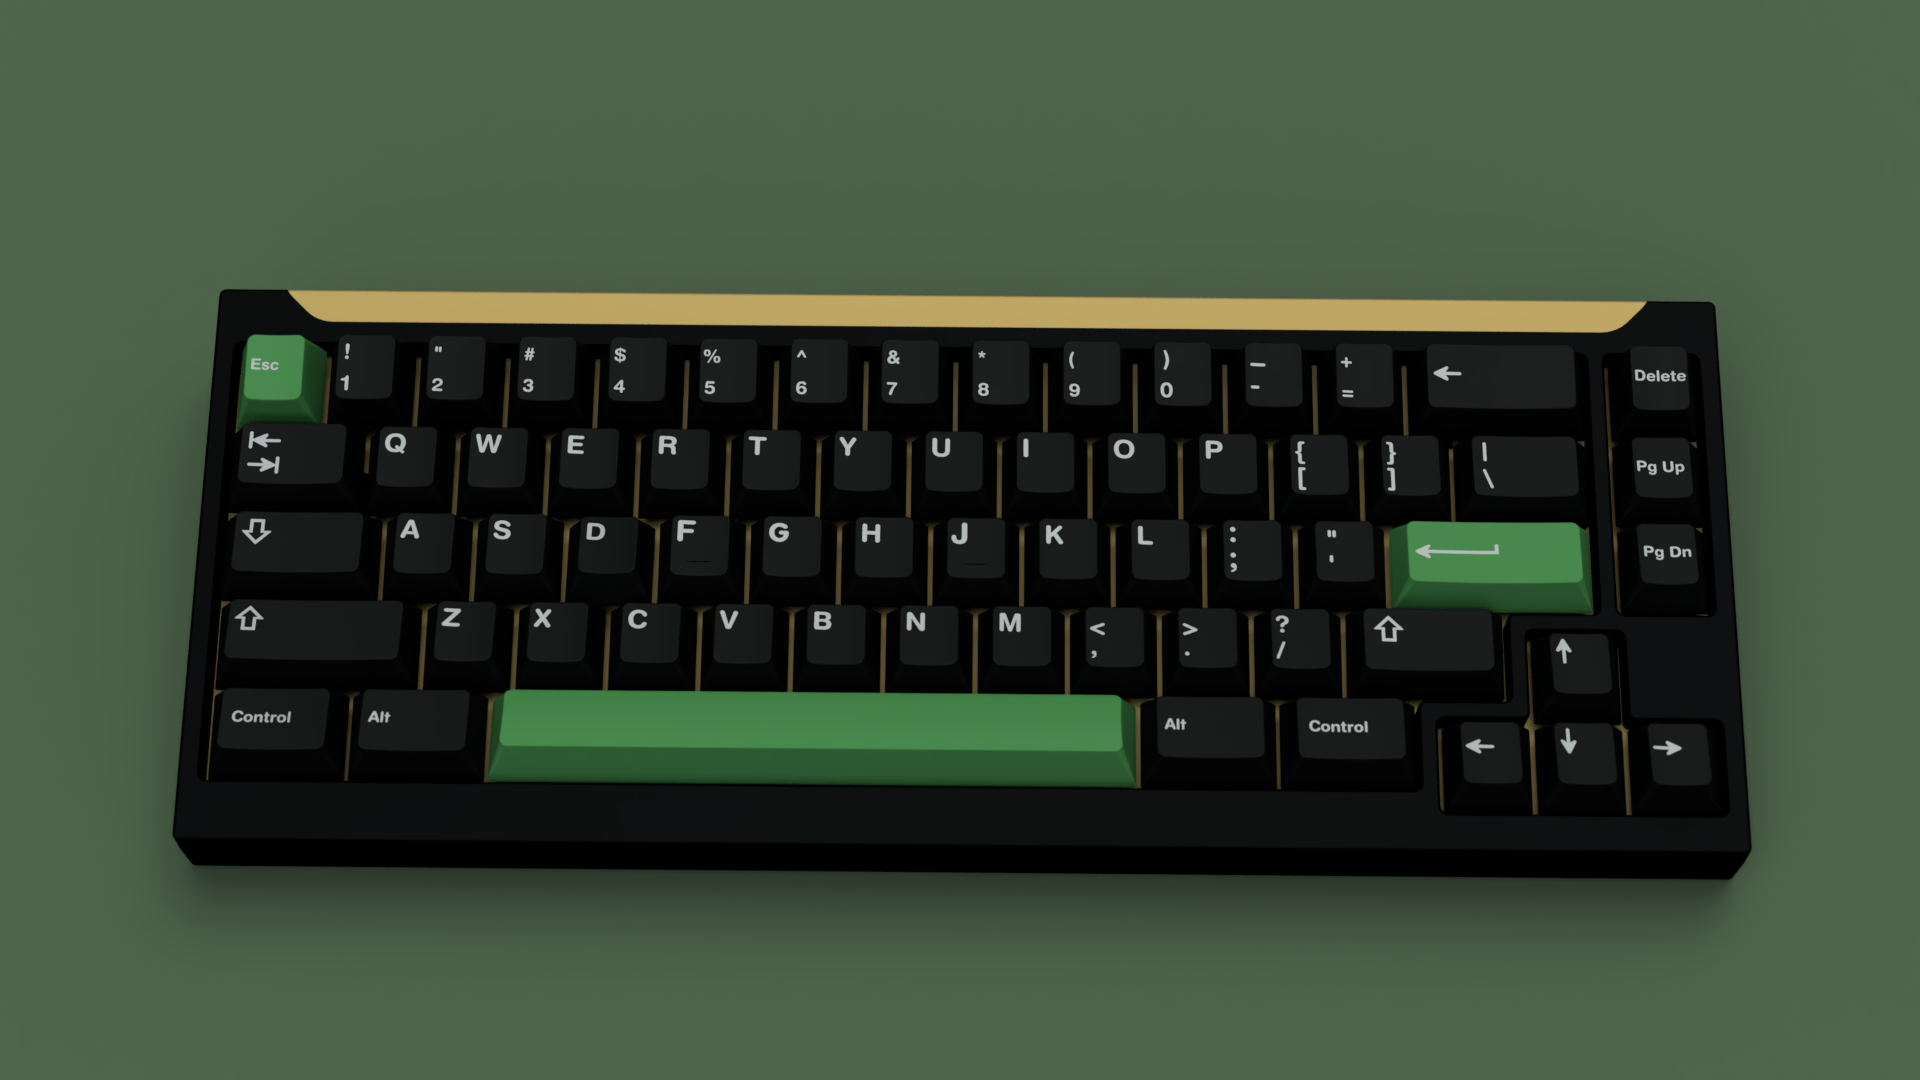 Esc ! 1 " 2 # 3 $ 4 % 5 ^ 6 & 7 * 8 ( 9 ) 0 _ - + = ← Delete
⇤ ⇥ Q W E R T Y U I O P { [ } ] | \ Pg Up
⇩ A S D F G H J K L : ; " ' ↵ Pg Dn
⇧ Z X C V B N M < , > . ? / ⇧ ↑
Control Alt Alt Control ← ↓ →